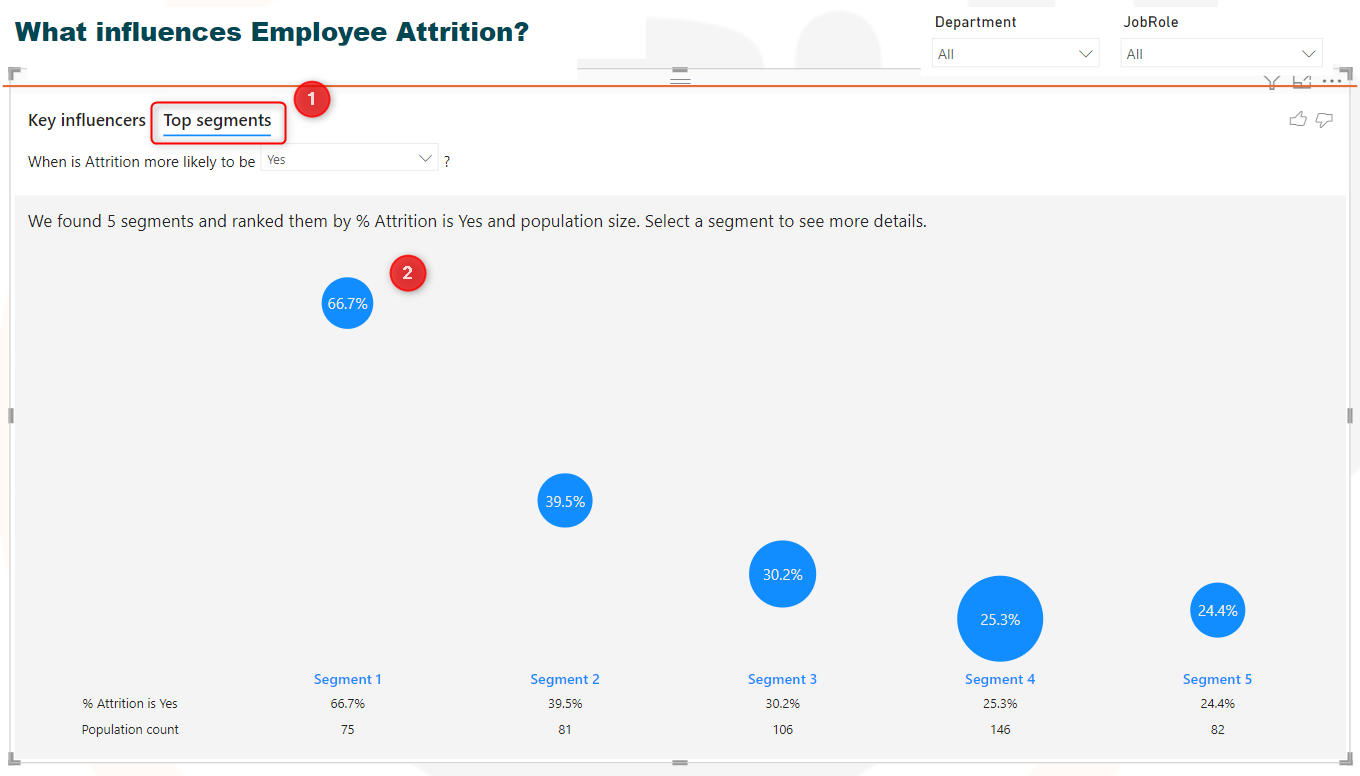 What influences Employee Attrition?
Department
JobRole
All
All
1
Key influencers
Top segments
When is Attrition more likely to be Yes ?
We found 5 segments and ranked them by % Attrition is Yes and population size. Select a segment to see more details.
2
66.7%
39.5%
30.2%
25.3%
24.4%
Segment 1 Segment 2 Segment 3 Segment 4 Segment 5
% Attrition is Yes 66.7% 39.5% 30.2% 25.3% 24.4%
Population count 75 81 106 146 82